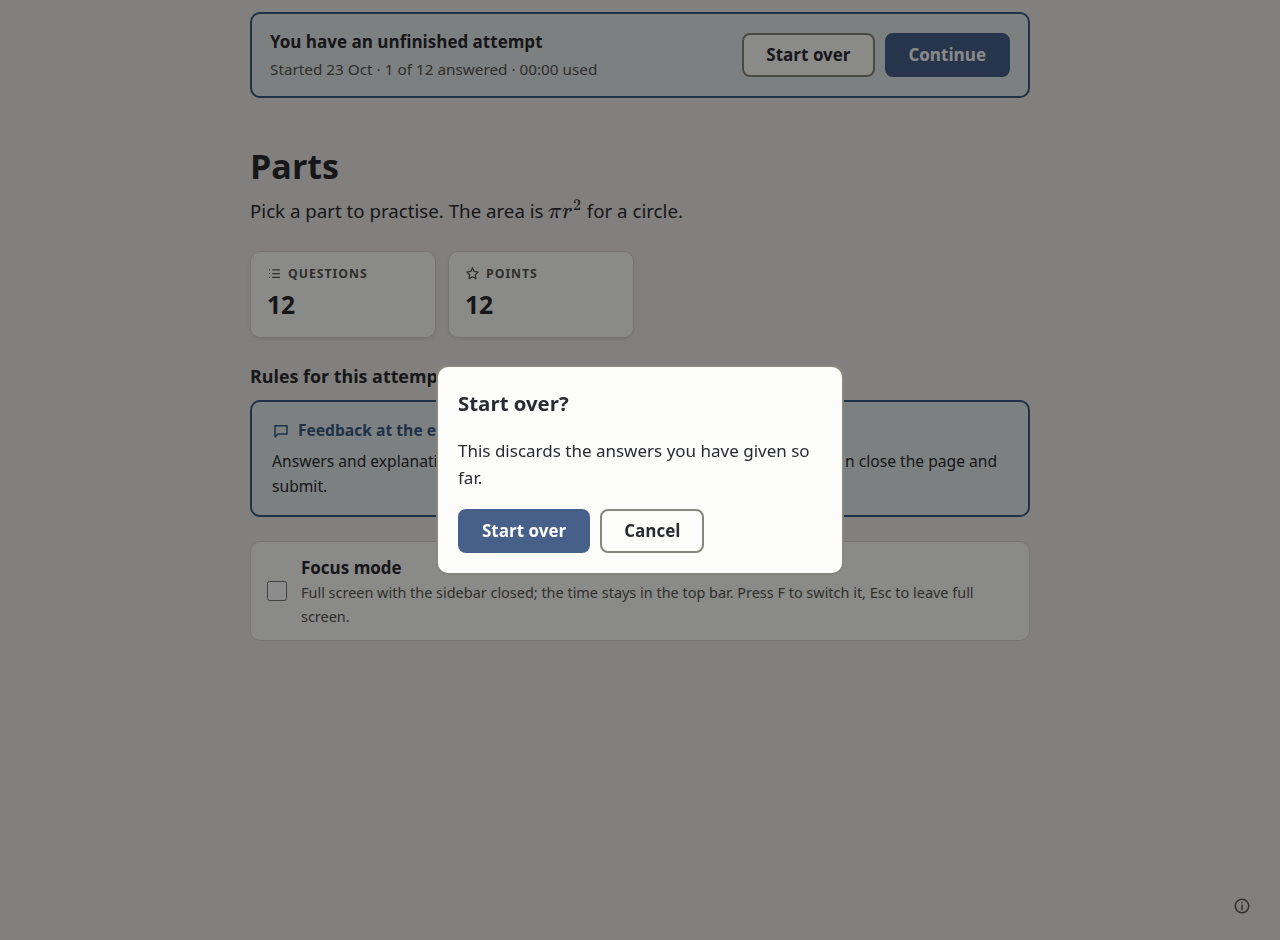 You have an unfinished attempt
Started 23 Oct · 1 of 12 answered · 00:00 used
Start over
Continue
Parts
Pick a part to practise. The area is πr² for a circle.
QUESTIONS
12
POINTS
12
Rules for this attemp
Feedback at the e
Answers and explanati
n close the page and
submit.
Start over?
This discards the answers you have given so
far.
Start over
Cancel
Focus mode
Full screen with the sidebar closed; the time stays in the top bar. Press F to switch it, Esc to leave full
screen.